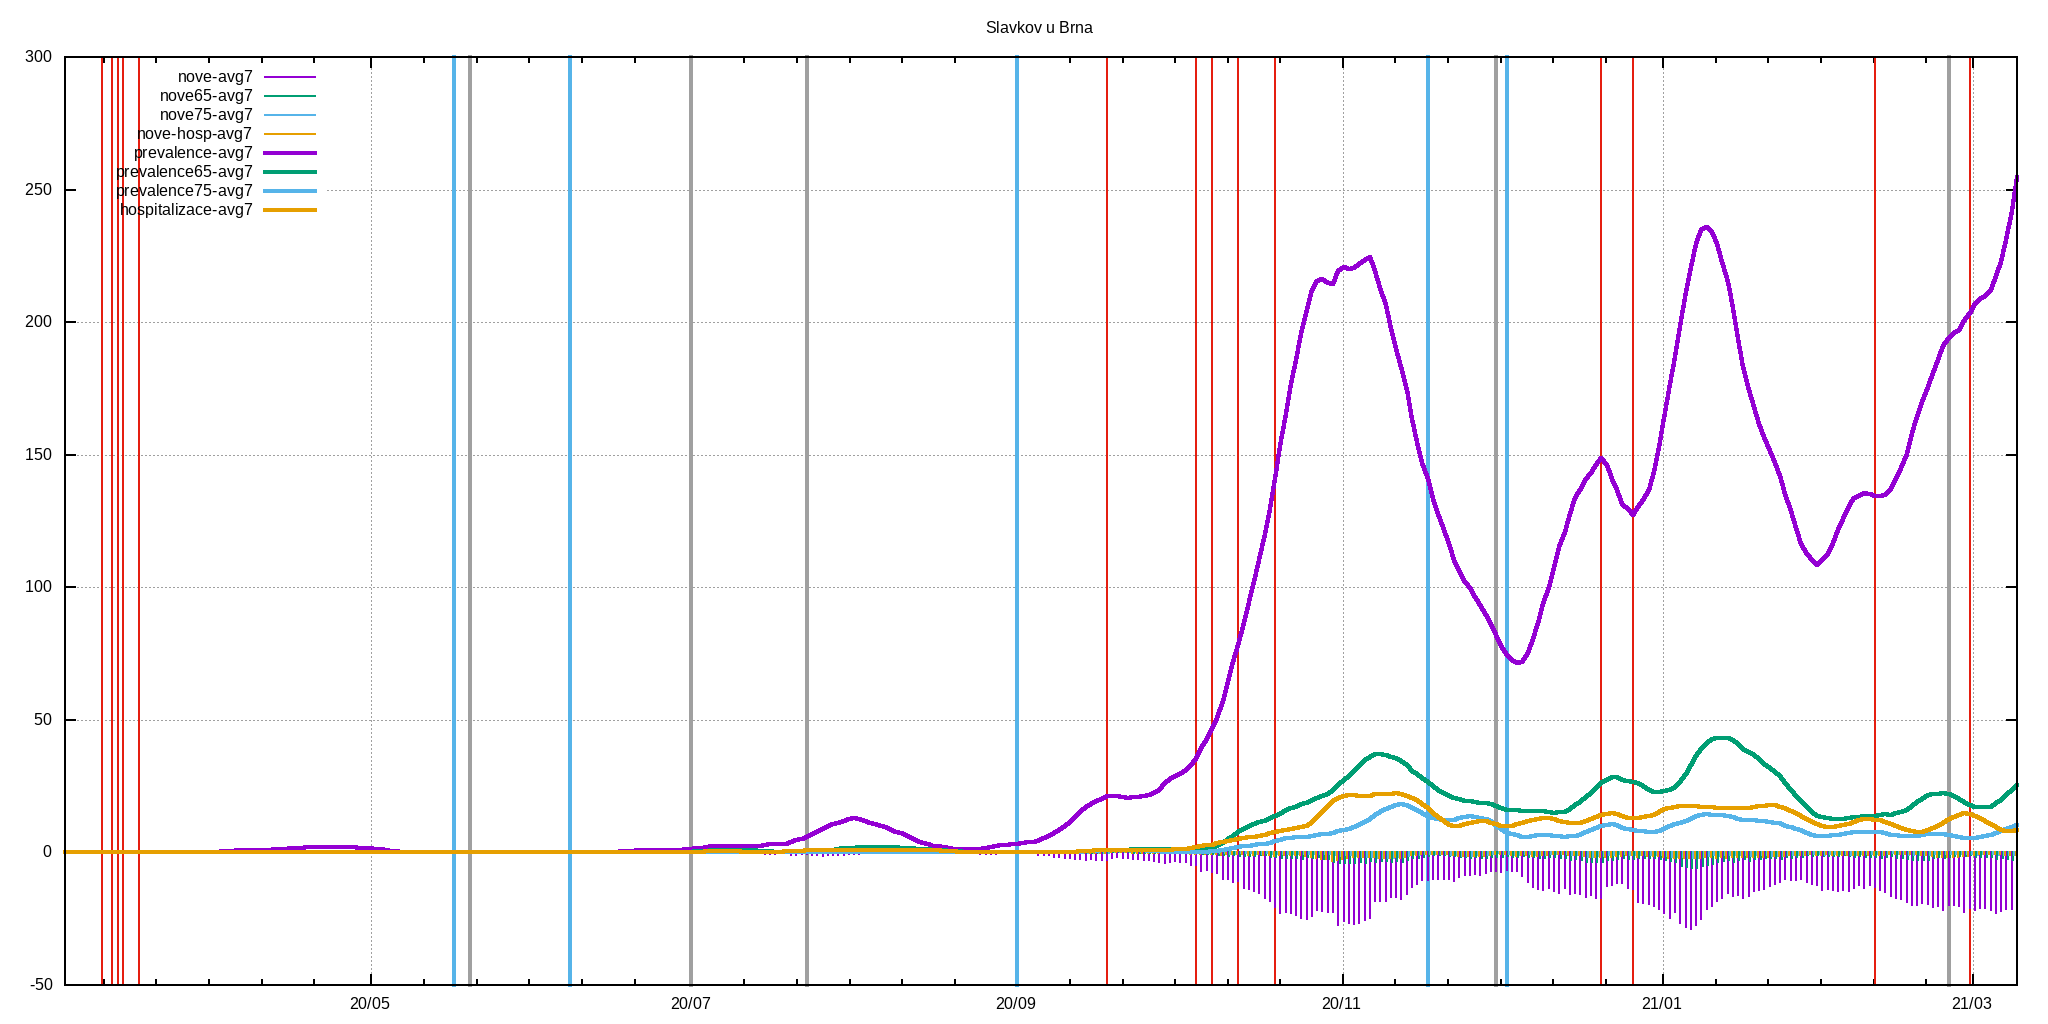 Slavkov u Brna
300
250
200
150
100
50
0
-50
nove-avg7
nove65-avg7
nove75-avg7
nove-hosp-avg7
prevalence-avg7
prevalence65-avg7
prevalence75-avg7
hospitalizace-avg7
20/05
20/07
20/09
20/11
21/01
21/03